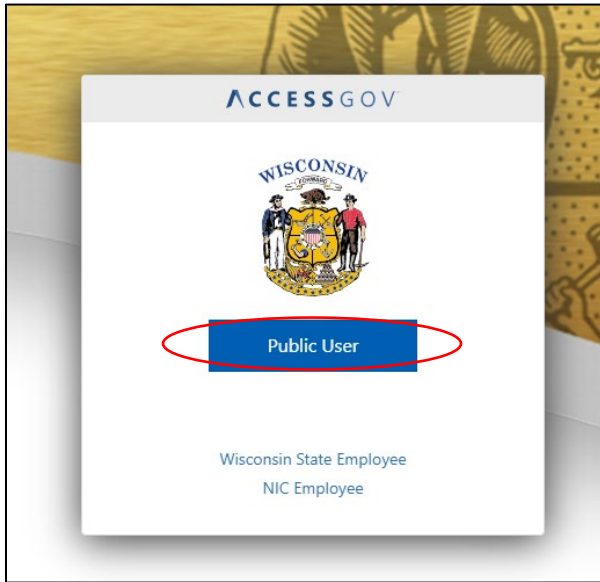 ACCESSGOV
WISCONSIN
FORWARD
Public User
Wisconsin State Employee
NIC Employee